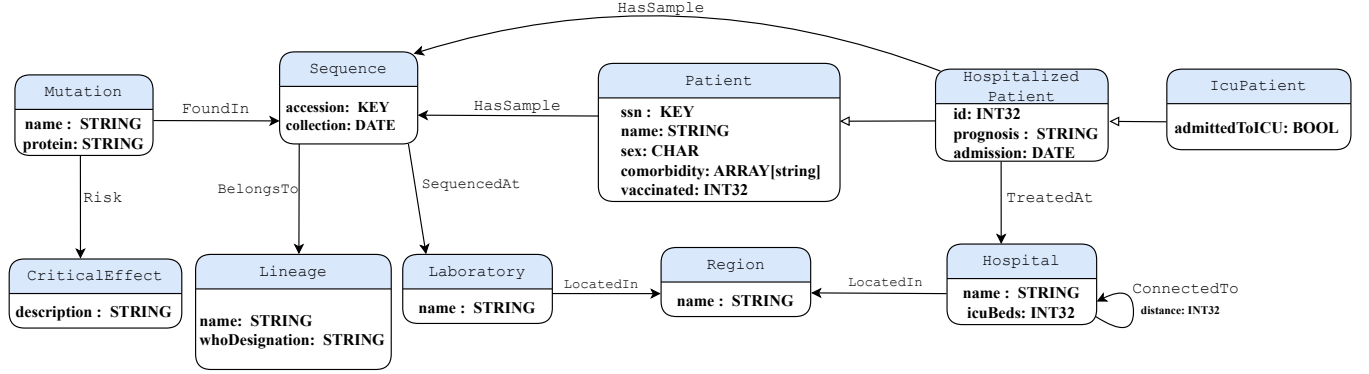 HasSample
Mutation
name : STRING
protein: STRING
FoundIn
Sequence
accession: KEY
collection: DATE
HasSample
Patient
ssn : KEY
name: STRING
sex: CHAR
comorbidity: ARRAY[string]
vaccinated: INT32
Hospitalized
Patient
id: INT32
prognosis : STRING
admission: DATE
IcuPatient
admittedToICU: BOOL
Risk
BelongsTo
SequencedAt
TreatedAt
CriticalEffect
description : STRING
Lineage
name: STRING
whoDesignation: STRING
Laboratory
name : STRING
LocatedIn
Region
name : STRING
LocatedIn
Hospital
name : STRING
icuBeds: INT32
ConnectedTo
distance: INT32